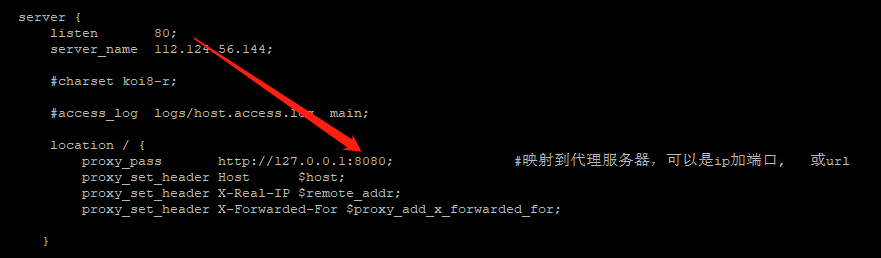 server {
listen 80;
server_name 112.124.56.144;
#charset koi8-r;
#access_log logs/host.access.log main;
location / {
proxy_pass http://127.0.0.1:8080; #映射到代理服务器，可以是ip加端口， 或url
proxy_set_header Host $host;
proxy_set_header X-Real-IP $remote_addr;
proxy_set_header X-Forwarded-For $proxy_add_x_forwarded_for;
}